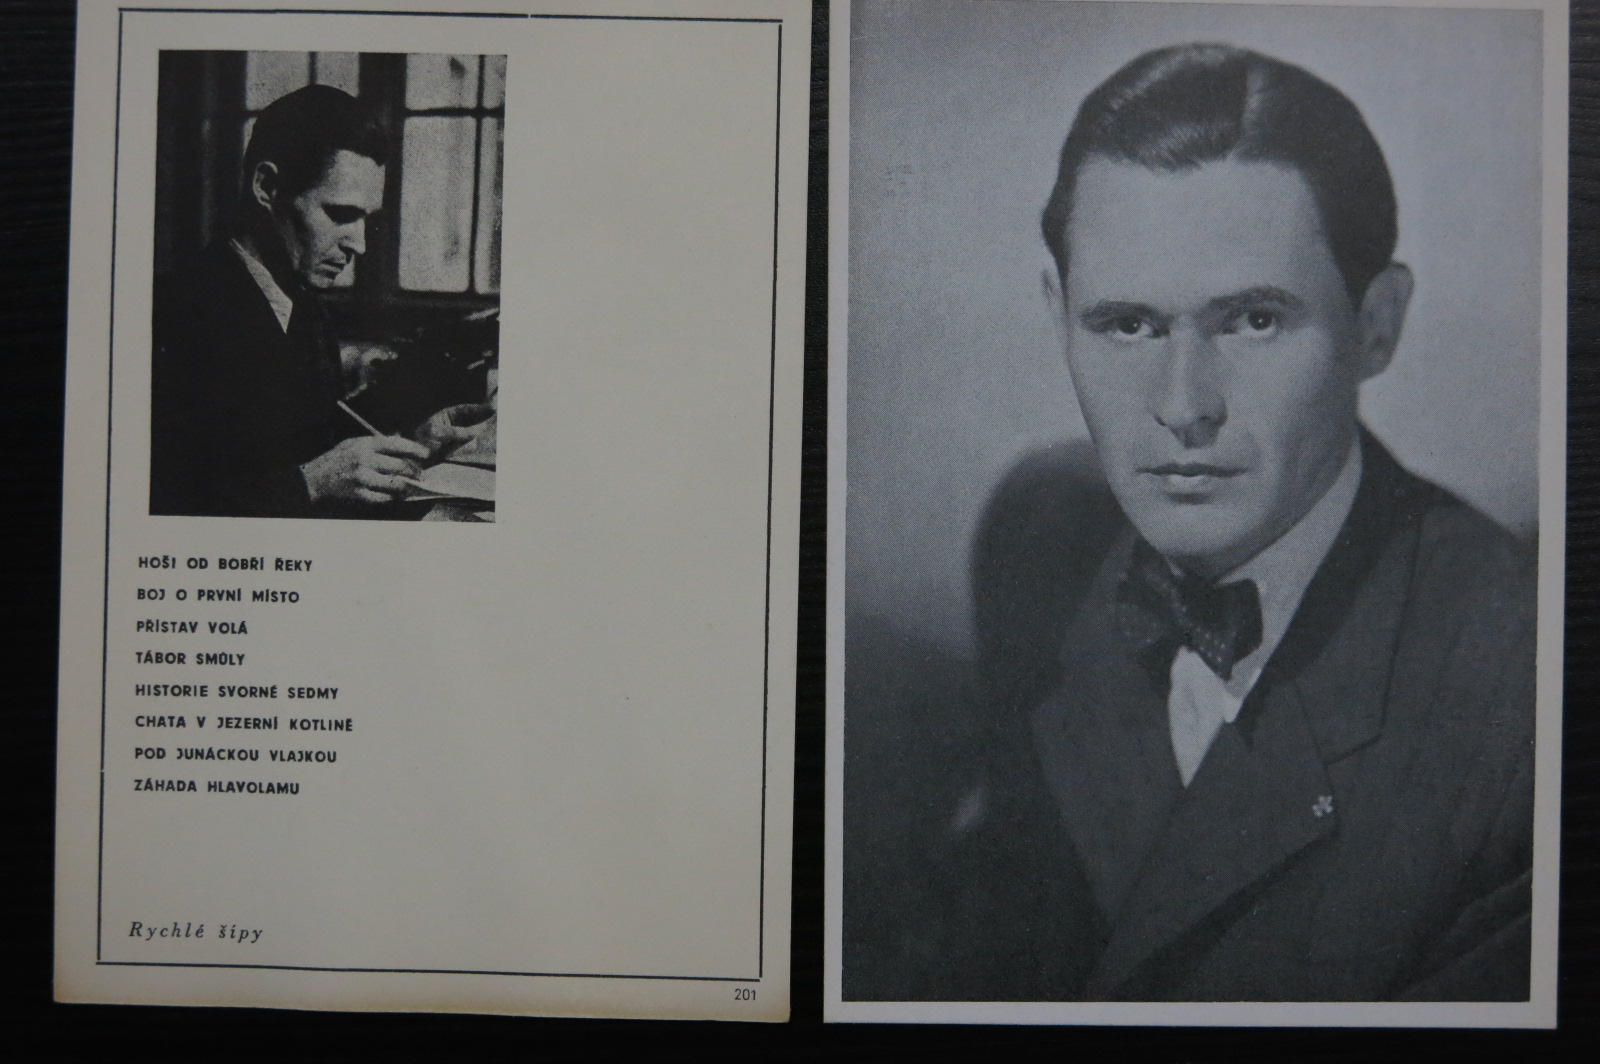 HOŠI OD BOBŘÍ ŘEKY
BOJ O PRVNÍ MÍSTO
PŘÍSTAV VOLÁ
TÁBOR SMŮLY
HISTORIE SVORNÉ SEDMY
CHATA V JEZERNÍ KOTLINĚ
POD JUNÁCKOU VLAJKOU
ZÁHADA HLAVOLAMU
Rychlé šípy
201